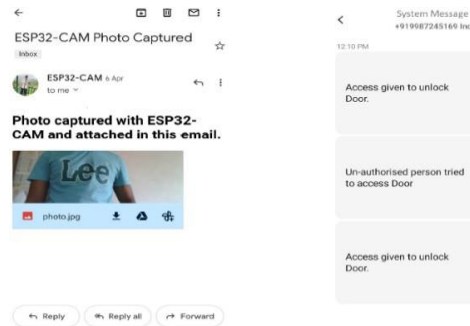 ESP32-CAM Photo Captured
Inbox
ESP32-CAM 6 Apr
to me
Photo captured with ESP32-
CAM and attached in this email.
Lee
photo.jpg
Reply
Reply all
Forward
System Message
+919987245169 Inc
12:10 PM
Access given to unlock
Door.
Un-authorised person tried
to access Door
Access given to unlock
Door.